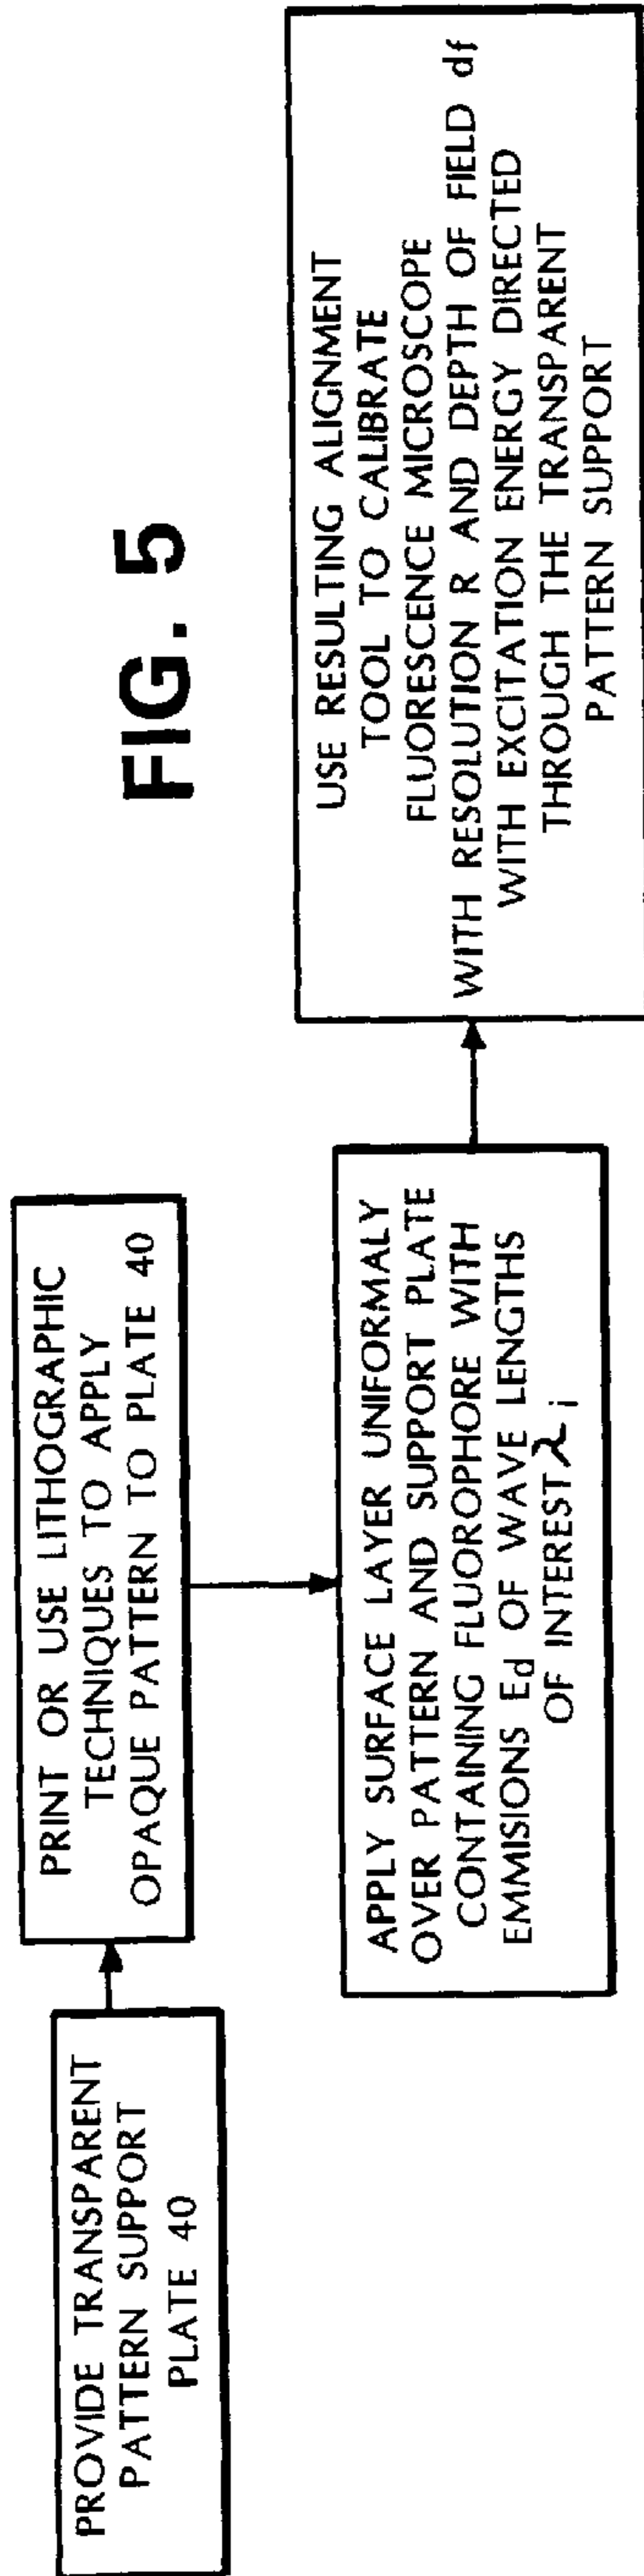 FIG. 5
PROVIDE TRANSPARENT
PATTERN SUPPORT
PLATE 40
PRINT OR USE LITHOGRAPHIC
TECHNIQUES TO APPLY
OPAQUE PATTERN TO PLATE 40
APPLY SURFACE LAYER UNIFORMALY
OVER PATTERN AND SUPPORT PLATE
CONTAINING FLUOROPHORE WITH
EMMISIONS Ed OF WAVE LENGTHS
OF INTEREST λi
USE RESULTING ALIGNMENT
TOOL TO CALIBRATE
FLUORESCENCE MICROSCOPE
WITH RESOLUTION R AND DEPTH OF FIELD df
WITH EXCITATION ENERGY DIRECTED
THROUGH THE TRANSPARENT
PATTERN SUPPORT